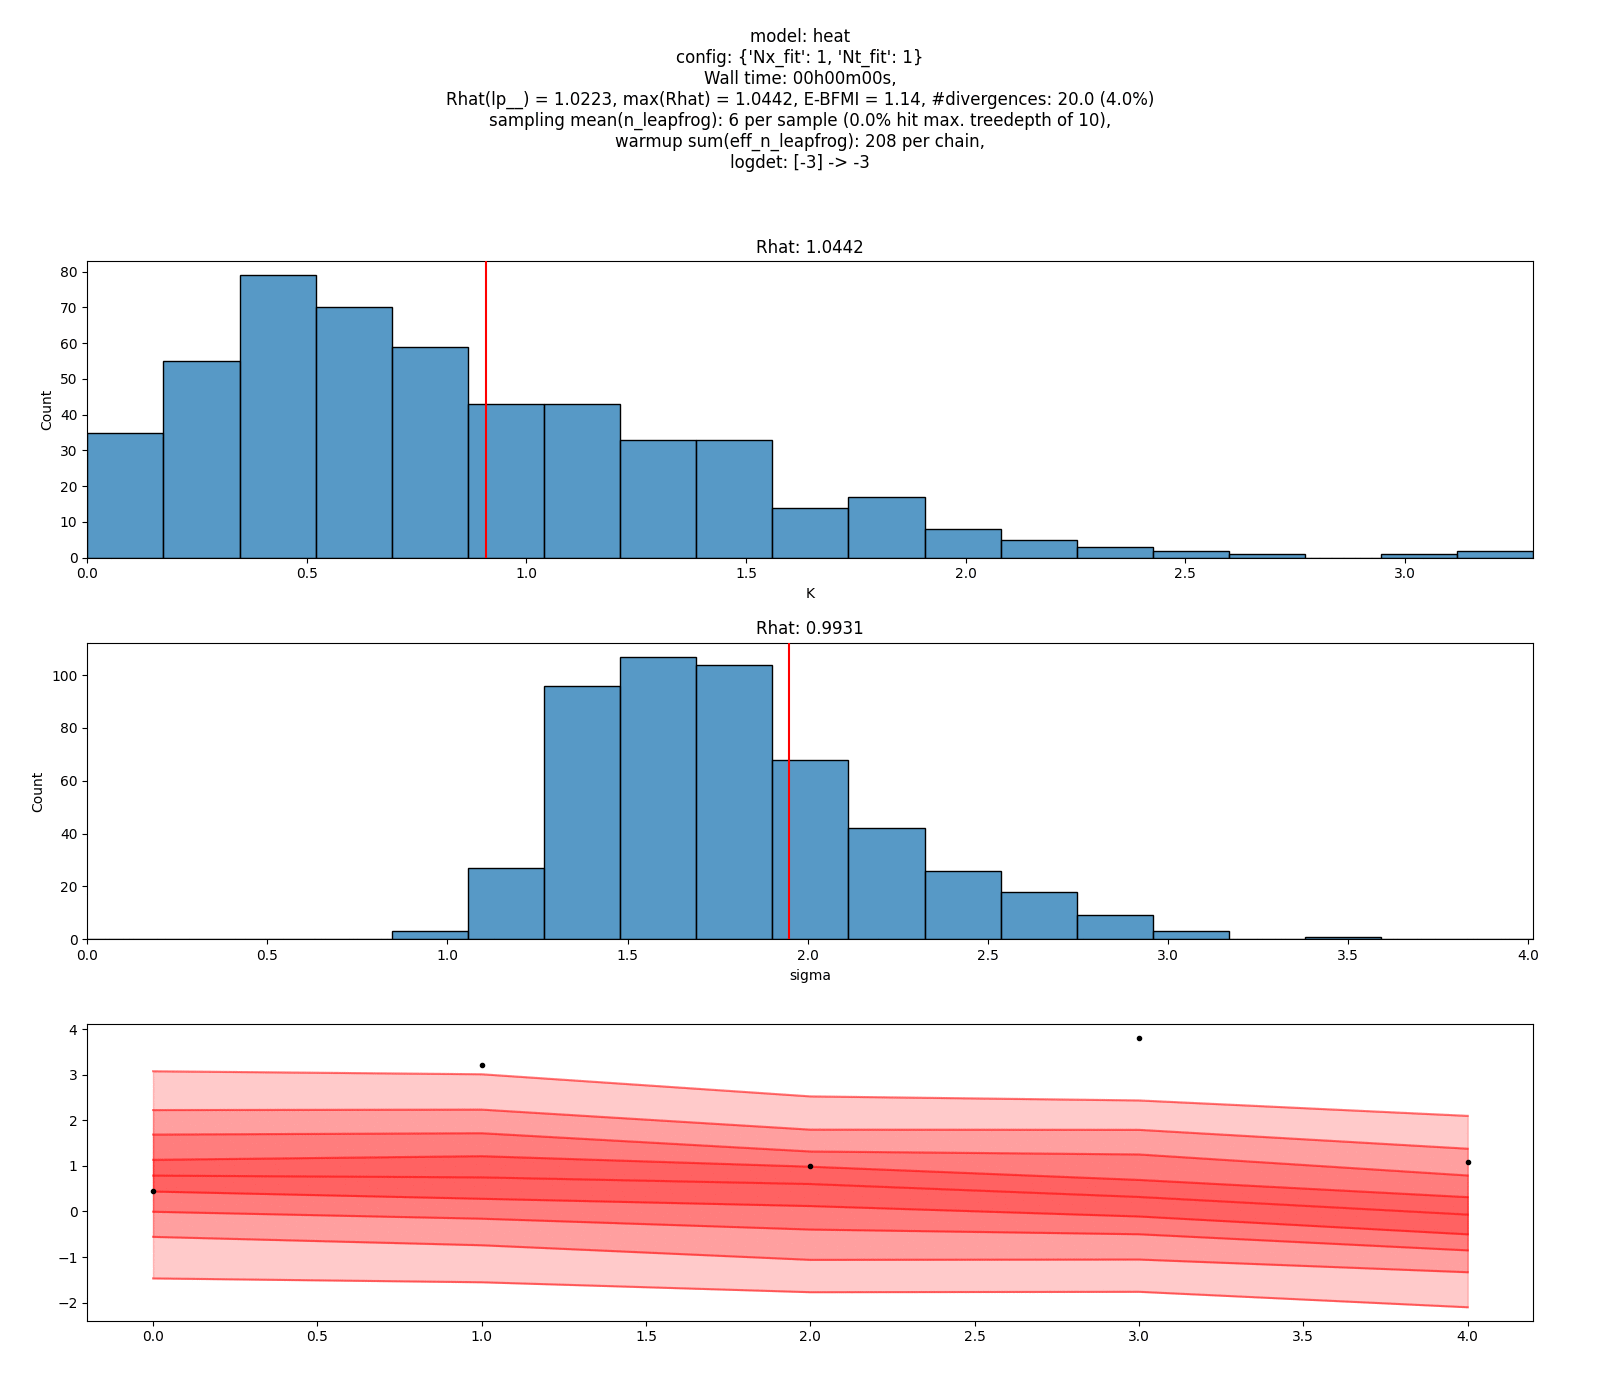 model: heat
config: {'Nx_fit': 1, 'Nt_fit': 1}
Wall time: 00h00m00s,
Rhat(lp__) = 1.0223, max(Rhat) = 1.0442, E-BFMI = 1.14, #divergences: 20.0 (4.0%)
sampling mean(n_leapfrog): 6 per sample (0.0% hit max. treedepth of 10),
warmup sum(eff_n_leapfrog): 208 per chain,
logdet: [-3] -> -3
Rhat: 1.0442
80
70
60
50
40
30
20
10
0
Count
0.0 0.5 1.0 1.5 2.0 2.5 3.0
K
Rhat: 0.9931
100
80
60
40
20
0
Count
0.0 0.5 1.0 1.5 2.0 2.5 3.0 3.5 4.0
sigma
4
3
2
1
0
−1
−2
0.0 0.5 1.0 1.5 2.0 2.5 3.0 3.5 4.0